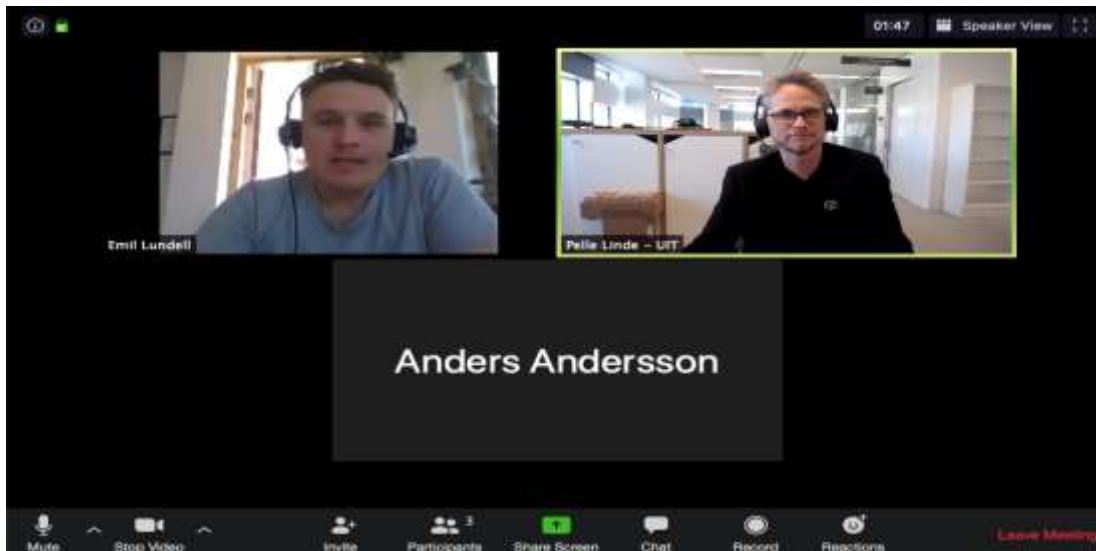 01:47
Speaker View
Emil Lundell
Pelle Linde – UIT
Anders Andersson
3
Mute
Stop Video
Invite
Participants
Share Screen
Chat
Record
Reactions
Leave Meeting